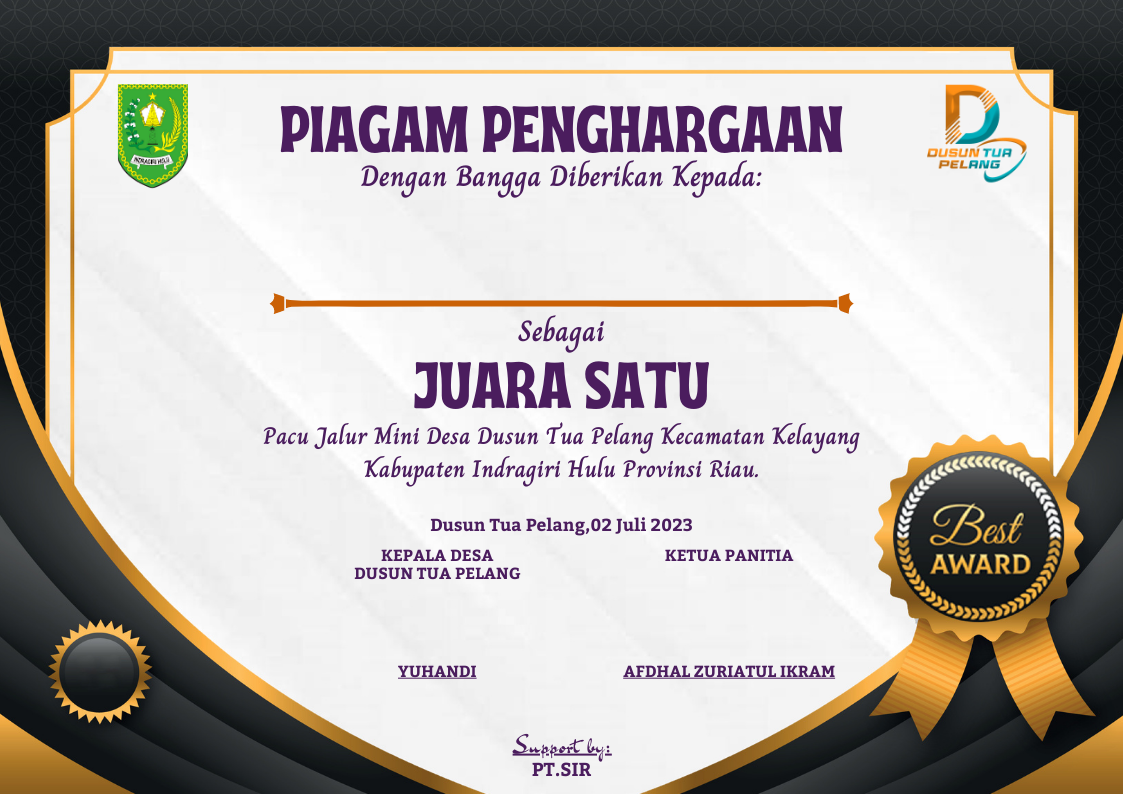 INDRAGIRI HULU
DUSUN TUA
PELANG
PIAGAM PENGHARGAAN
Dengan Bangga Diberikan Kepada:
Sebagai
JUARA SATU
Pacu Jalur Mini Desa Dusun Tua Pelang Kecamatan Kelayang
Kabupaten Indragiri Hulu Provinsi Riau.
Dusun Tua Pelang,02 Juli 2023
KEPALA DESA
DUSUN TUA PELANG
KETUA PANITIA
Best
AWARD
YUHANDI
AFDHAL ZURIATUL IKRAM
Support by:
PT.SIR